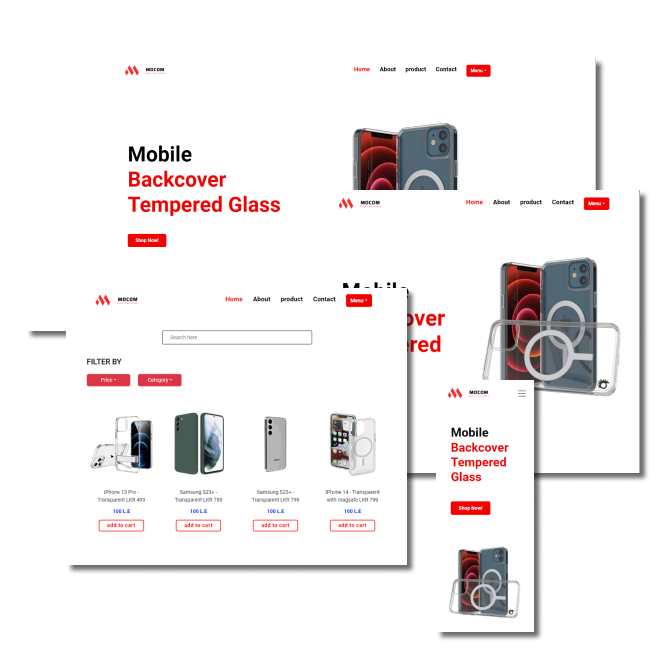 MOCOM
Home About product Contact Menu
Mobile
Backcover
Tempered Glass
Shop Now!
MOCOM
Home About product Contact Menu
Mobile
over
ered
MOCOM
Home About product Contact Menu
Search here
FILTER BY
Price Category
iPhone 13 Pro -
Transparent LKR 499
100 L.E
add to cart
Samsung S23+ -
Transparent LKR 799
100 L.E
add to cart
Samsung S23+ -
Transparent LKR 799
100 L.E
add to cart
iPhone 14 - Transparent
with magsafe LKR 799
100 L.E
add to cart
MOCOM
Mobile
Backcover
Tempered
Glass
Shop Now!